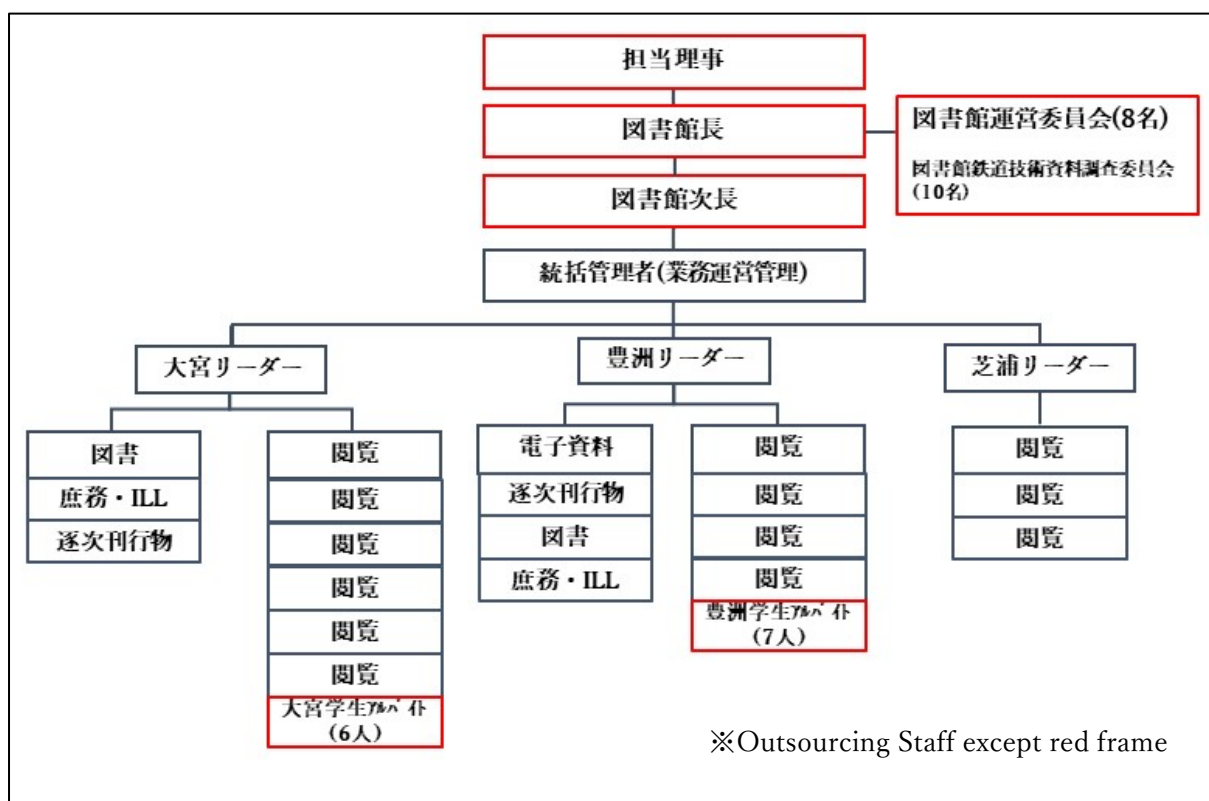 担当理事
図書館長
図書館運営委員会(8名)
図書館鉄道技術資料調査委員会
(10名)
図書館次長
統括管理者(業務運営管理)
大宮リーダー
豊洲リーダー
芝浦リーダー
図書
庶務・ILL
逐次刊行物
閲覧
閲覧
閲覧
閲覧
閲覧
閲覧
大宮学生ｱﾙﾊﾞｲﾄ
(6人)
電子資料
逐次刊行物
図書
庶務・ILL
閲覧
閲覧
閲覧
閲覧
豊洲学生ｱﾙﾊﾞｲﾄ
(7人)
閲覧
閲覧
閲覧
※Outsourcing Staff except red frame